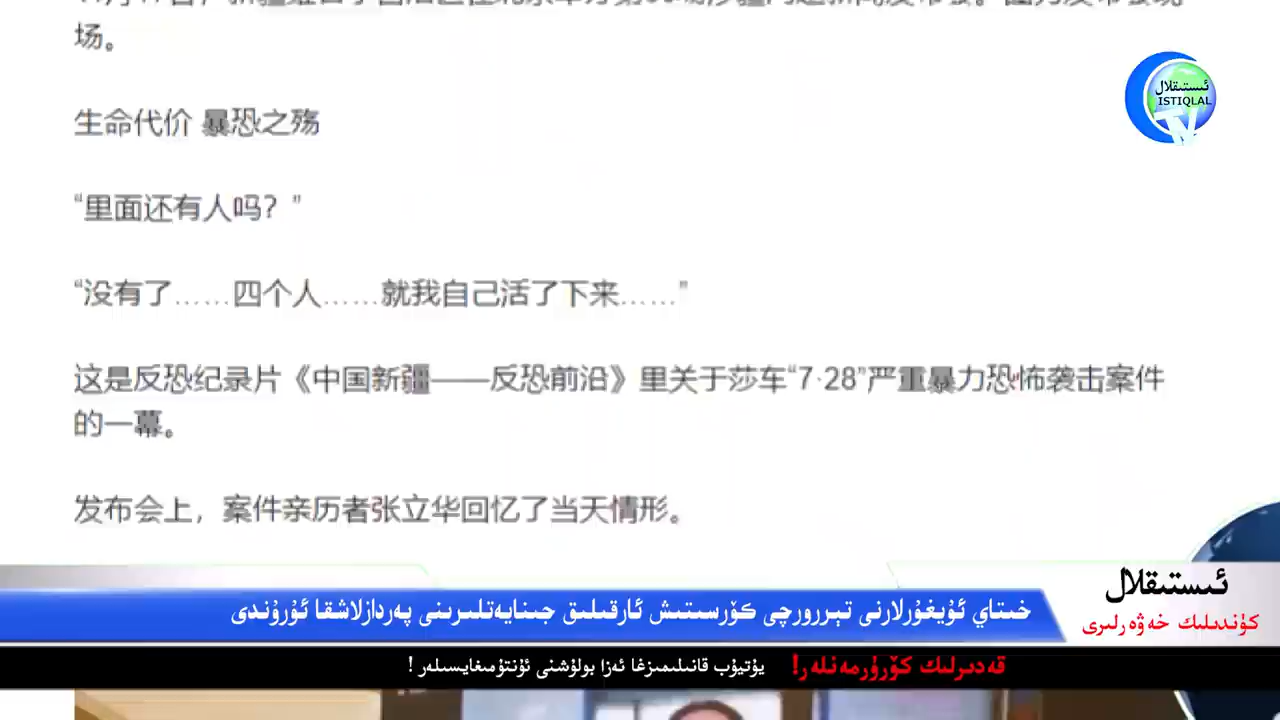 场。
生命代价 暴恐之殇
“里面还有人吗？”
“没有了……四个人……就我自己活了下来……”
这是反恐纪录片《中国新疆——反恐前沿》里关于莎车“7·28”严重暴力恐怖袭击案件
的一幕。
发布会上，案件亲历者张立华回忆了当天情形。
ئىستىقلال
ISTIQLAL
TV
ئىستىقلال
كۈندىلىك خەۋەرلىرى
خىتاي ئۇيغۇرلارنى تېررورچى كۆرسىتىش ئارقىلىق جىنايەتلىرىنى پەردازلاشقا ئۇرۇندى
قەدىرلىك كۆرۈرمەنلەر! يۇتيۇب قانىلىمىزغا ئەزا بولۇشنى ئۇنتۇمىغايسىلەر !